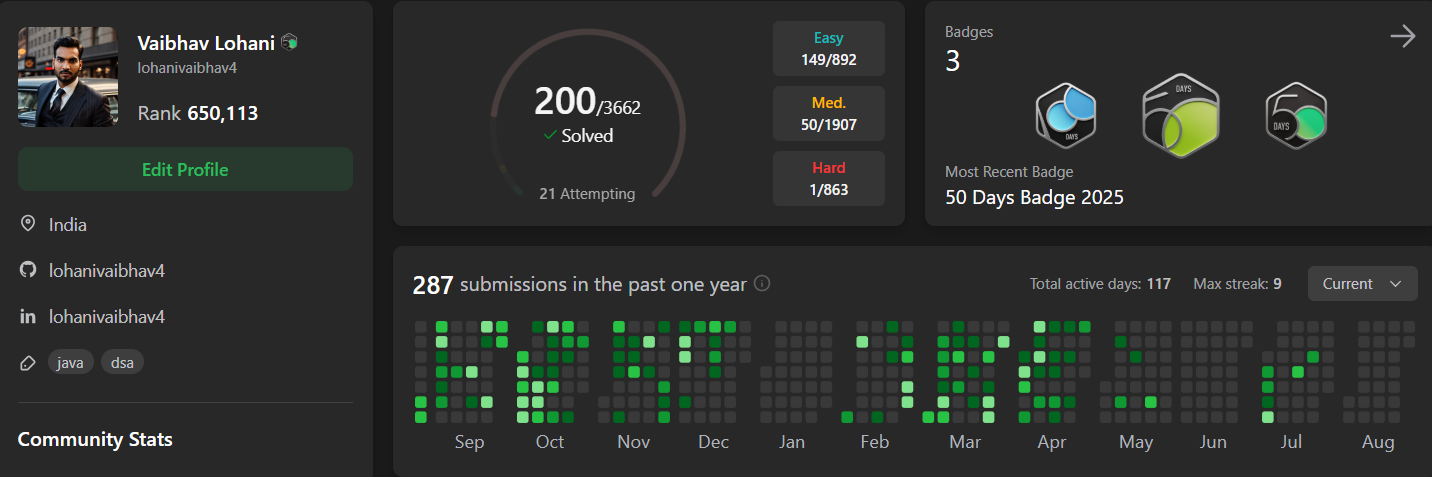 Vaibhav Lohani
lohanivaibhav4
Rank 650,113
Edit Profile
India
lohanivaibhav4
lohanivaibhav4
java dsa
Community Stats
200/3662
Solved
21 Attempting
Easy
149/892
Med.
50/1907
Hard
1/863
Badges
3
DAYS
DAYS
DAYS
Most Recent Badge
50 Days Badge 2025
287 submissions in the past one year
Total active days: 117 Max streak: 9 Current
Sep Oct Nov Dec Jan Feb Mar Apr May Jun Jul Aug